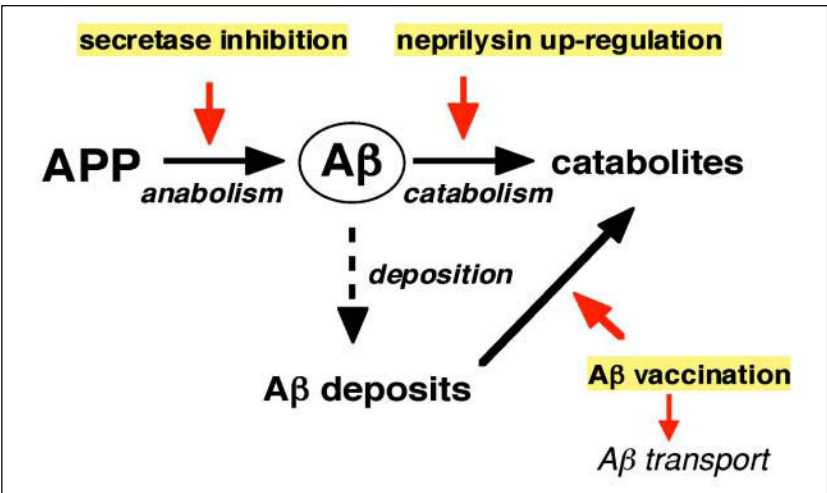 secretase inhibition
neprilysin up-regulation
APP
anabolism
Aβ
catabolism
catabolites
deposition
Aβ deposits
Aβ vaccination
Aβ transport